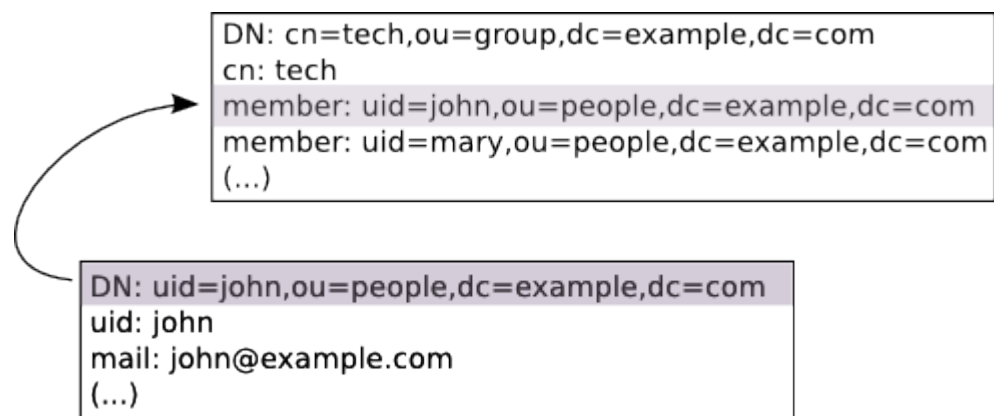 DN: cn=tech,ou=group,dc=example,dc=com
cn: tech
member: uid=john,ou=people,dc=example,dc=com
member: uid=mary,ou=people,dc=example,dc=com
(...)
DN: uid=john,ou=people,dc=example,dc=com
uid: john
mail: john@example.com
(...)